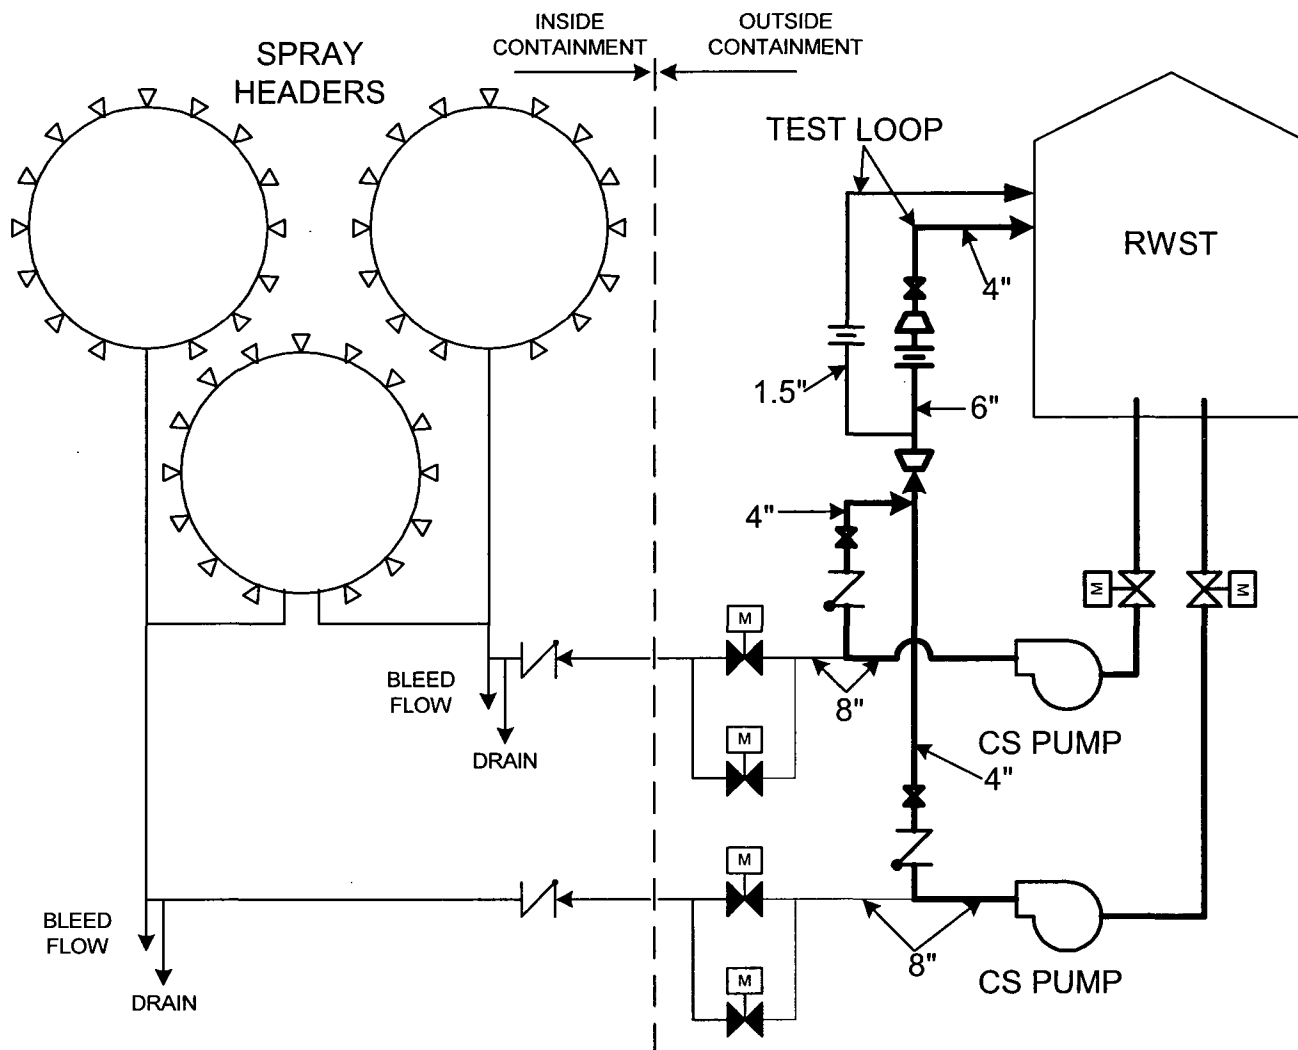 INSIDE
CONTAINMENT
OUTSIDE
CONTAINMENT
SPRAY
HEADERS
TEST LOOP
RWST
4"
1.5"
6"
4"
M
M
M
BLEED
FLOW
8"
DRAIN
M
CS PUMP
4"
M
BLEED
FLOW
8"
M
CS PUMP
DRAIN